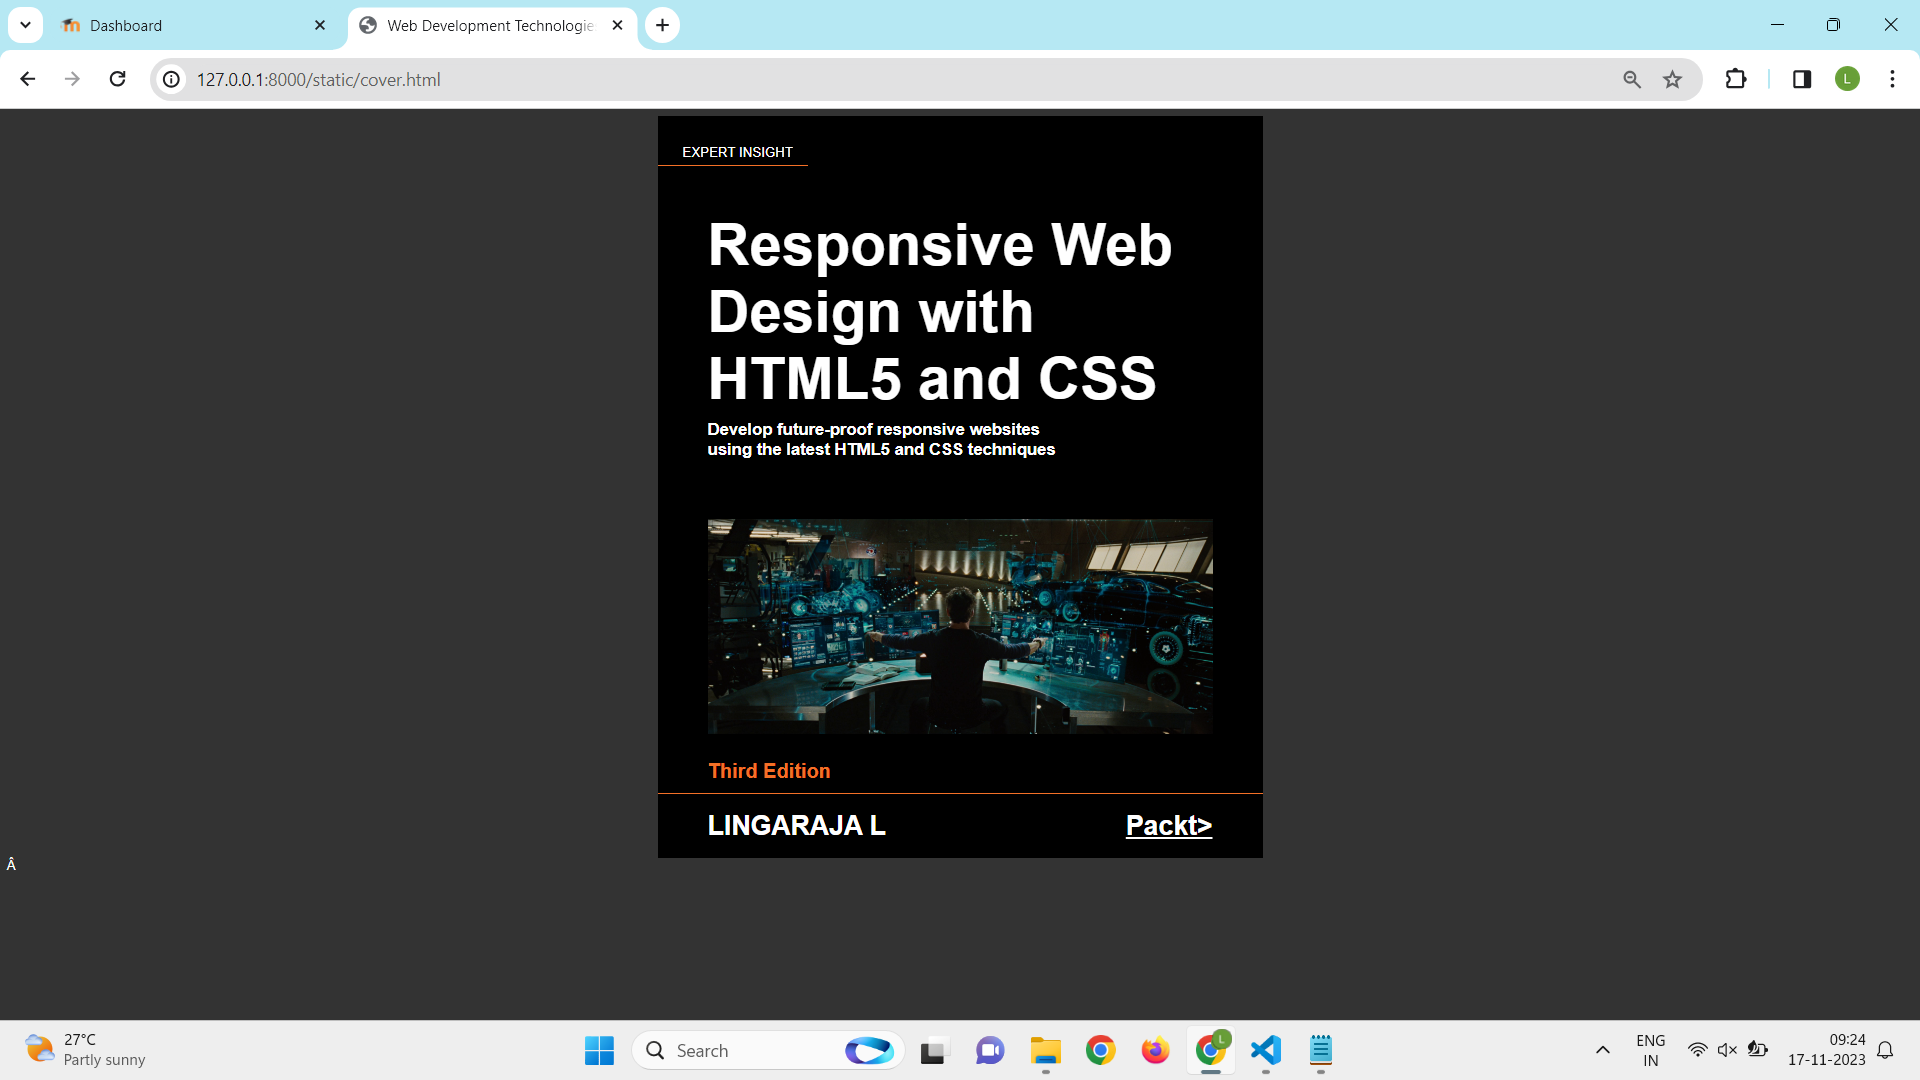 Dashboard
Web Development Technologie
127.0.0.1:8000/static/cover.html
L
EXPERT INSIGHT
Responsive Web
Design with
HTML5 and CSS
Develop future-proof responsive websites
using the latest HTML5 and CSS techniques
Third Edition
LINGARAJA L
Packt>
Â
27°C
Partly sunny
Search
L
ENG
IN
09:24
17-11-2023